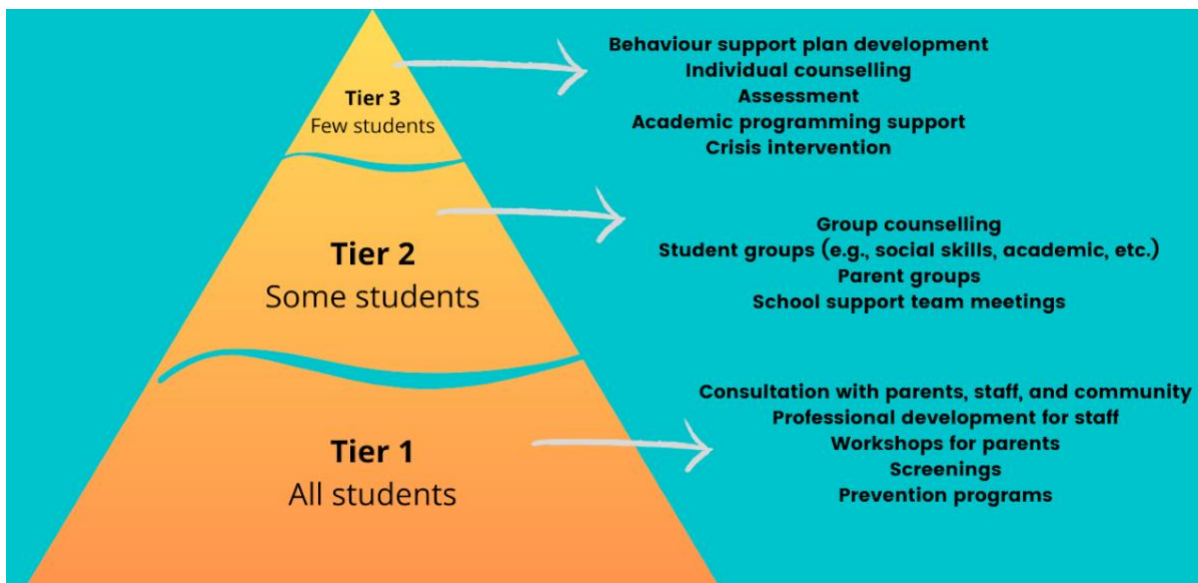 Tier 3
Few students
Behaviour support plan development
Individual counselling
Assessment
Academic programming support
Crisis intervention
Tier 2
Some students
Group counselling
Student groups (e.g., social skills, academic, etc.)
Parent groups
School support team meetings
Tier 1
All students
Consultation with parents, staff, and community
Professional development for staff
Workshops for parents
Screenings
Prevention programs